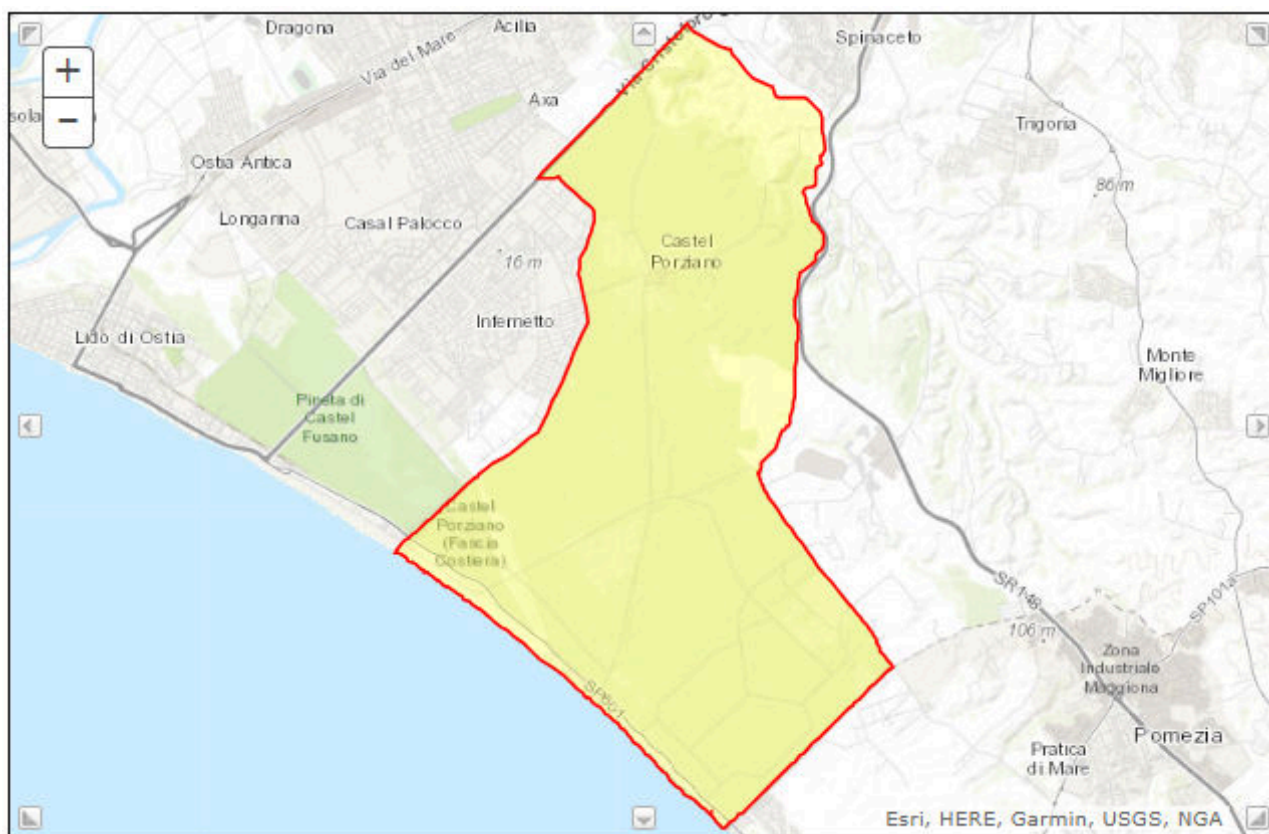 Dragona
Acilia
Spinaceto
Via del Mare
Axa
Trigoria
Ostia Antica
86 m
Longarina
Casal Palocco
Castel
Porziano
16 m
Infernetto
Lido di Ostia
Monte
Migliore
Pineta di
Castel
Fusano
Castel
Porziano
(Fascia
Costiera)
SR148
SP101a
106 m
Zona
Industriale
Maggiona
SP601
Pomezia
Pratica
di Mare
Esri, HERE, Garmin, USGS, NGA
+
−